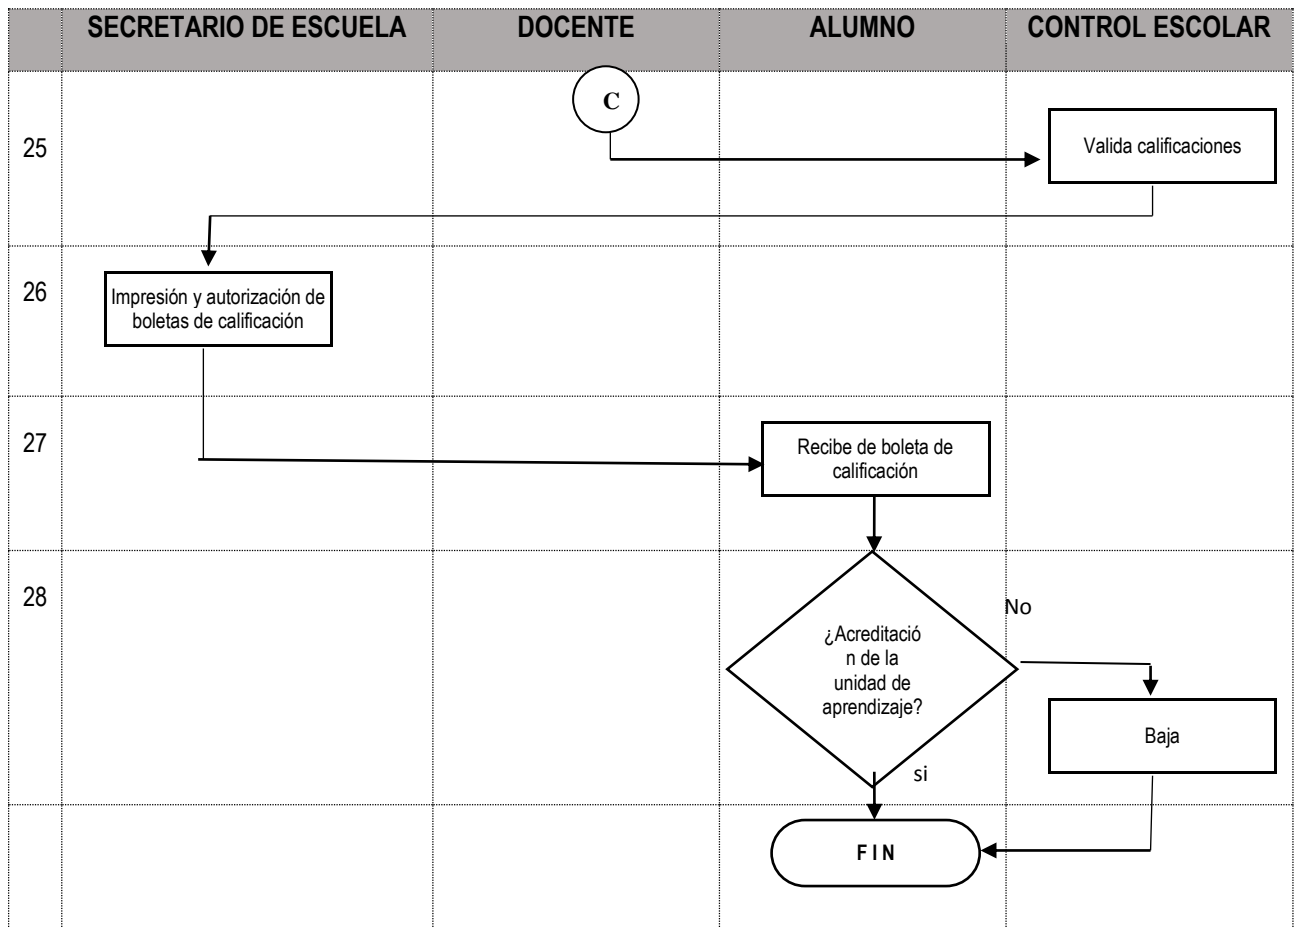 SECRETARIO DE ESCUELA
DOCENTE
ALUMNO
CONTROL ESCOLAR
C
25
Valida calificaciones
26
Impresión y autorización de
boletas de calificación
27
Recibe de boleta de
calificación
28
No
¿Acreditació
n de la
unidad de
aprendizaje?
Baja
si
F I N